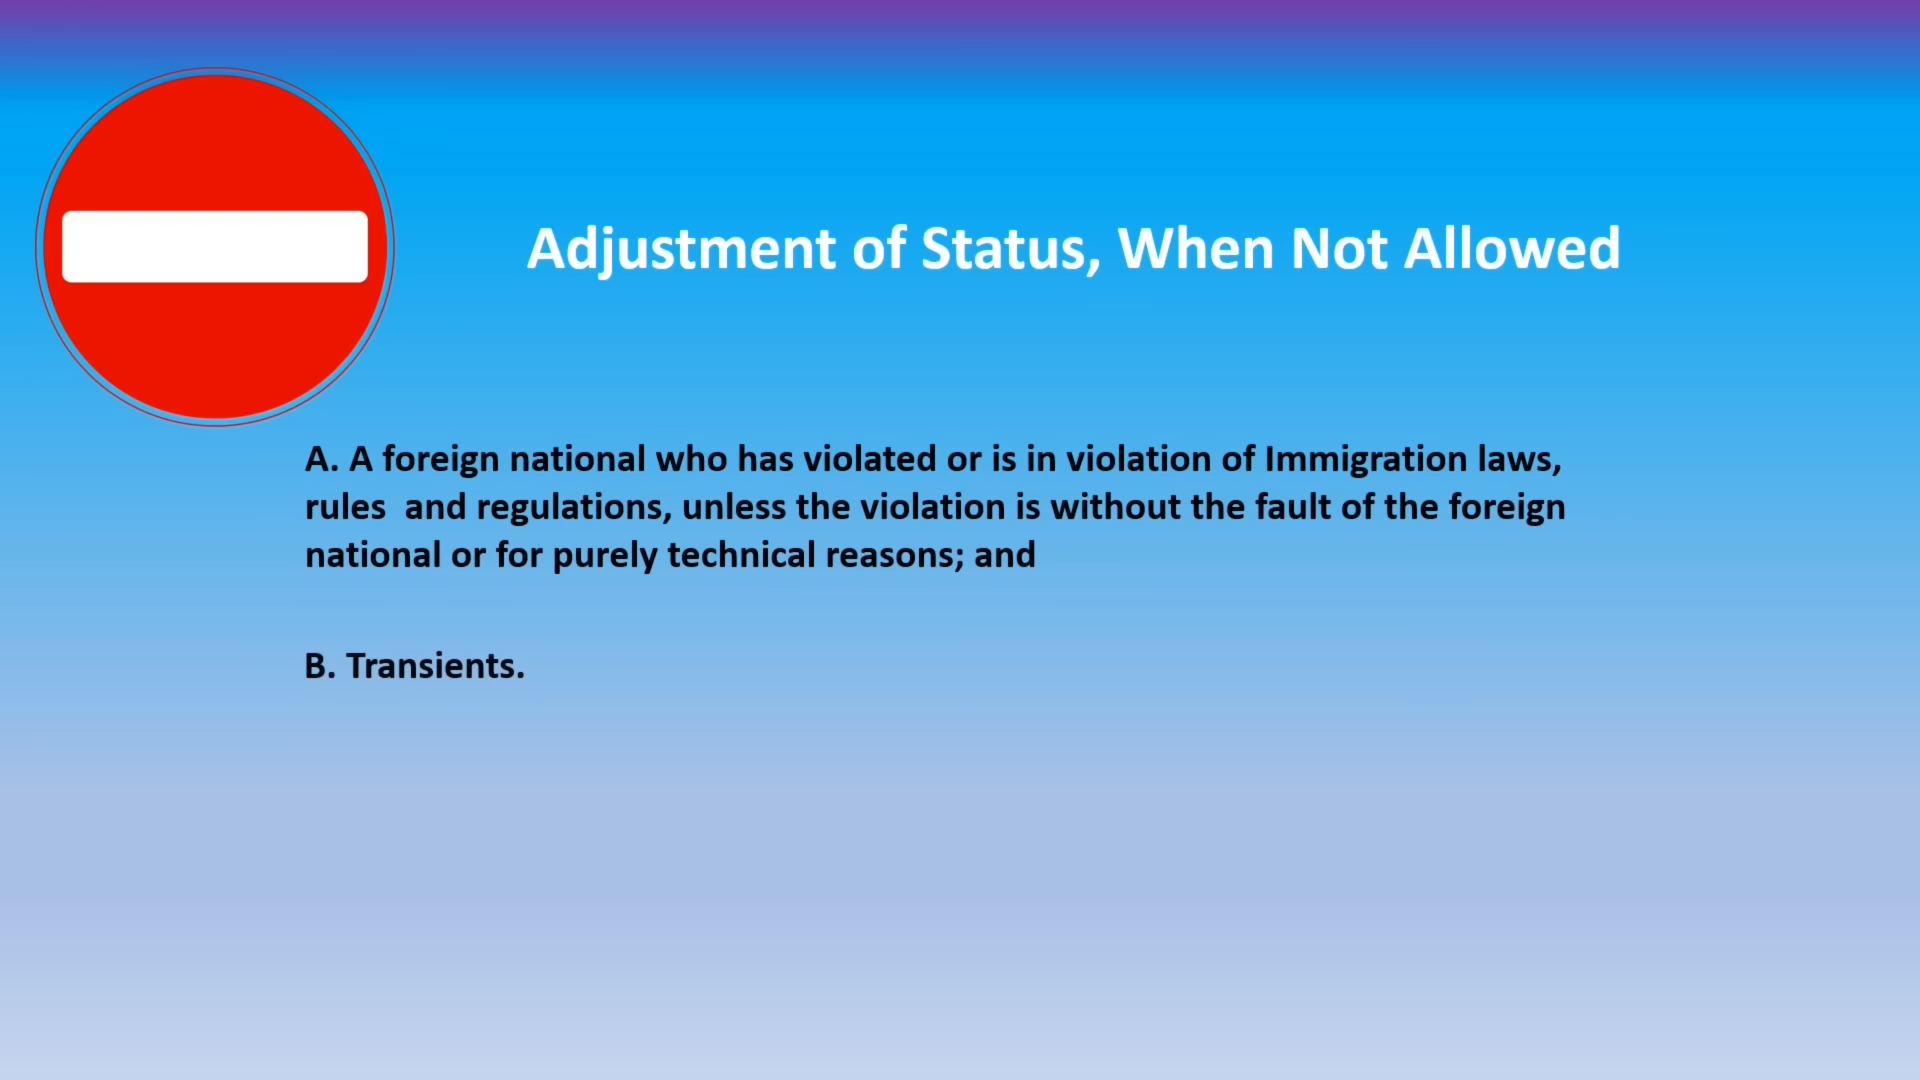 Adjustment of Status, When Not Allowed
A. A foreign national who has violated or is in violation of Immigration laws,
rules  and regulations, unless the violation is without the fault of the foreign
national or for purely technical reasons; and
B. Transients.